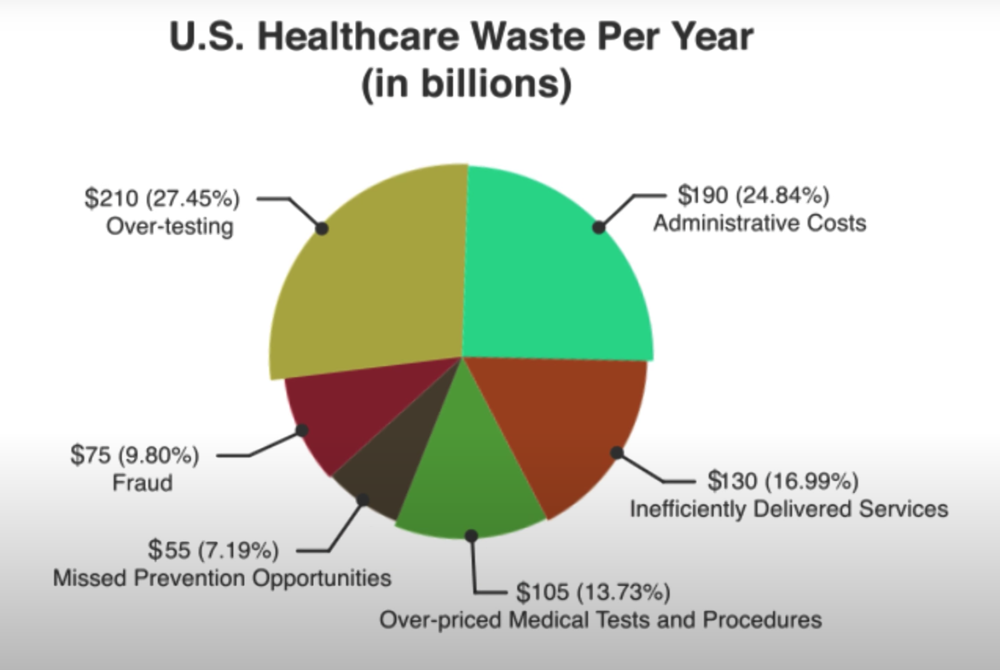 U.S. Healthcare Waste Per Year
(in billions)
$210 (27.45%)
Over-testing
$190 (24.84%)
Administrative Costs
$75 (9.80%)
Fraud
$130 (16.99%)
Inefficiently Delivered Services
$55 (7.19%)
Missed Prevention Opportunities
$105 (13.73%)
Over-priced Medical Tests and Procedures